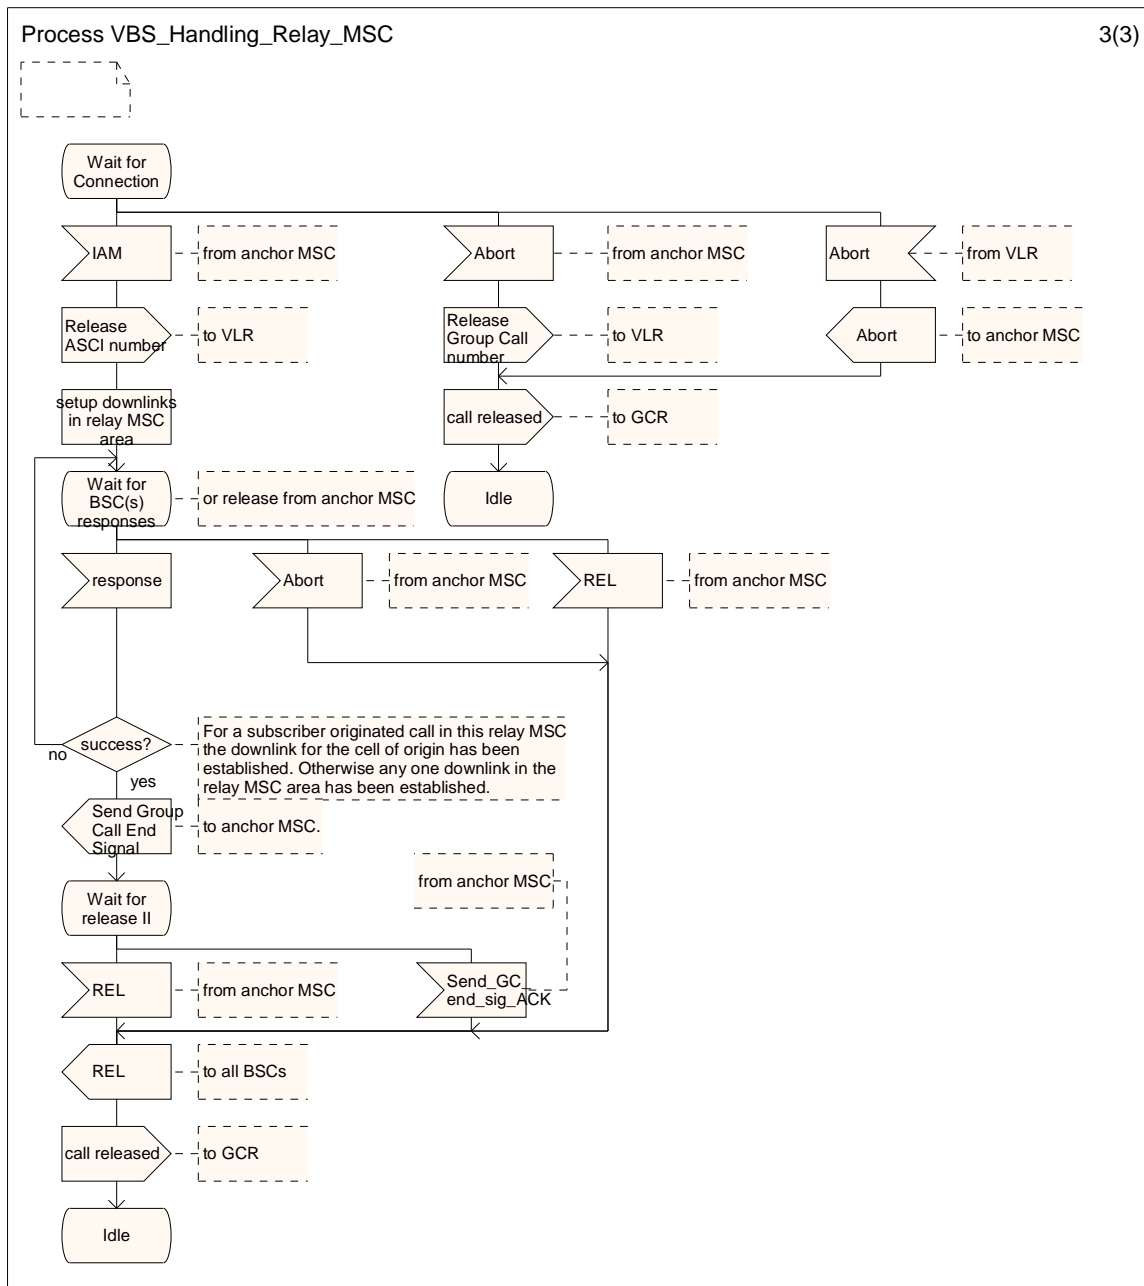 Process VBS_Handling_Relay_MSC
3(3)
Wait for
Connection
IAM
from anchor MSC
Abort
from anchor MSC
Abort
from VLR
Release
ASCI number
to VLR
Release
Group Call
number
to VLR
Abort
to anchor MSC
setup downlinks
in relay MSC
area
call released
to GCR
Wait for
BSC(s)
responses
or release from anchor MSC
Idle
response
Abort
from anchor MSC
REL
from anchor MSC
success?
no
yes
For a subscriber originated call in this relay MSC
the downlink for the cell of origin has been
established. Otherwise any one downlink in the
relay MSC area has been established.
Send Group
Call End
Signal
to anchor MSC.
from anchor MSC
Wait for
release II
REL
from anchor MSC
Send_GC_
end_sig_ACK
REL
to all BSCs
call released
to GCR
Idle